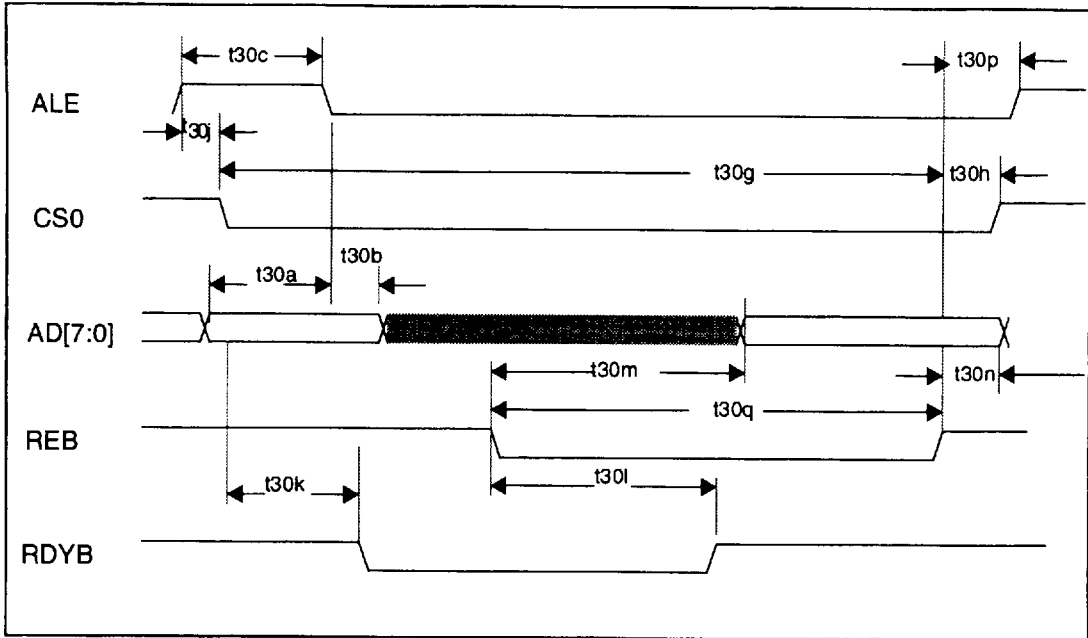 t30c
t30p
ALE
t30j
t30g
t30h
CS0
t30a
t30b
AD[7:0]
t30m
t30n
t30q
REB
t30k
t30l
RDYB